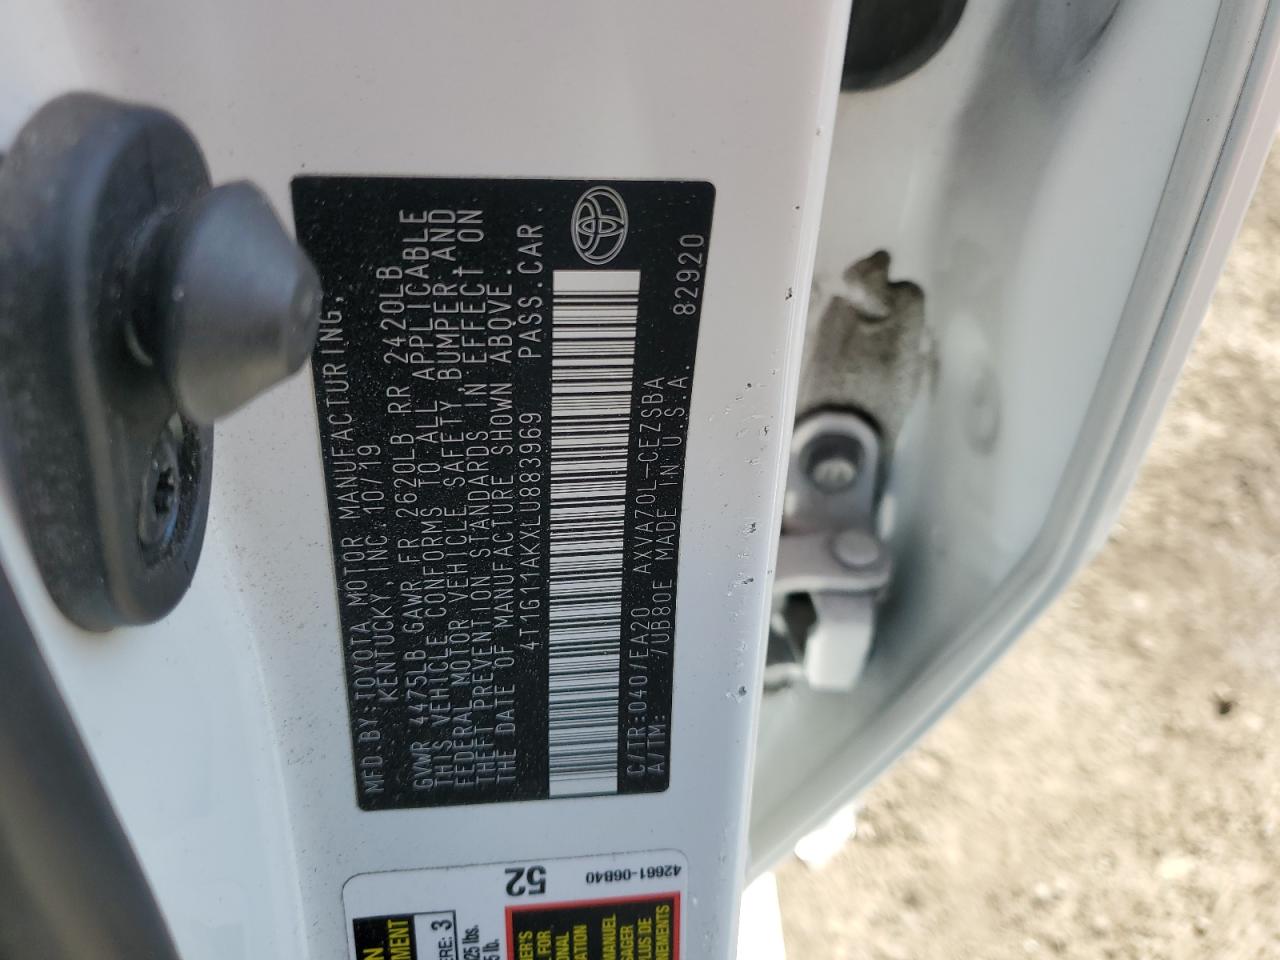 MFD.BY:TOYOTA MOTOR MANUFACTURING,
KENTUCKY,INC. 10/19
GVWR 4475LB GAWR FR 2620LB RR 2420LB
THIS VEHICLE CONFORMS TO ALL APPLICABLE
FEDERAL MOTOR VEHICLE SAFETY,BUMPER,AND
THEFT PREVENTION STANDARDS IN EFFECT ON
THE DATE OF MANUFACTURE SHOWN ABOVE.
4T1G11AKXLU883969 PASS.CAR.
C/TR:040/EA20 AXVA70L-CEZSBA 82920
A/TM: -/UB80E MADE IN U.S.A.
52
42661-06B40
3